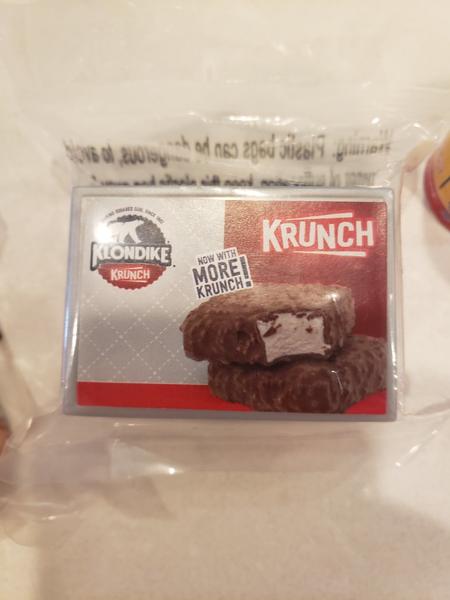 Warning. Plastic bags can be dangerous, to avoid
KLONDIKE
KRUNCH
KRUNCH
NOW WITH
MORE
KRUNCH!